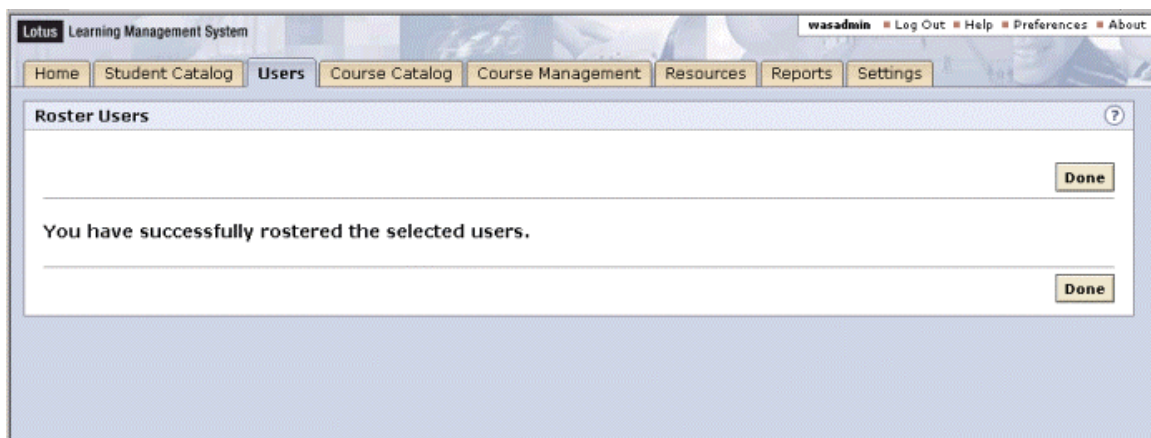 Lotus Learning Management System
wasadmin Log Out Help Preferences About
Home Student Catalog Users Course Catalog Course Management Resources Reports Settings
Roster Users ?
Done
You have successfully rostered the selected users.
Done